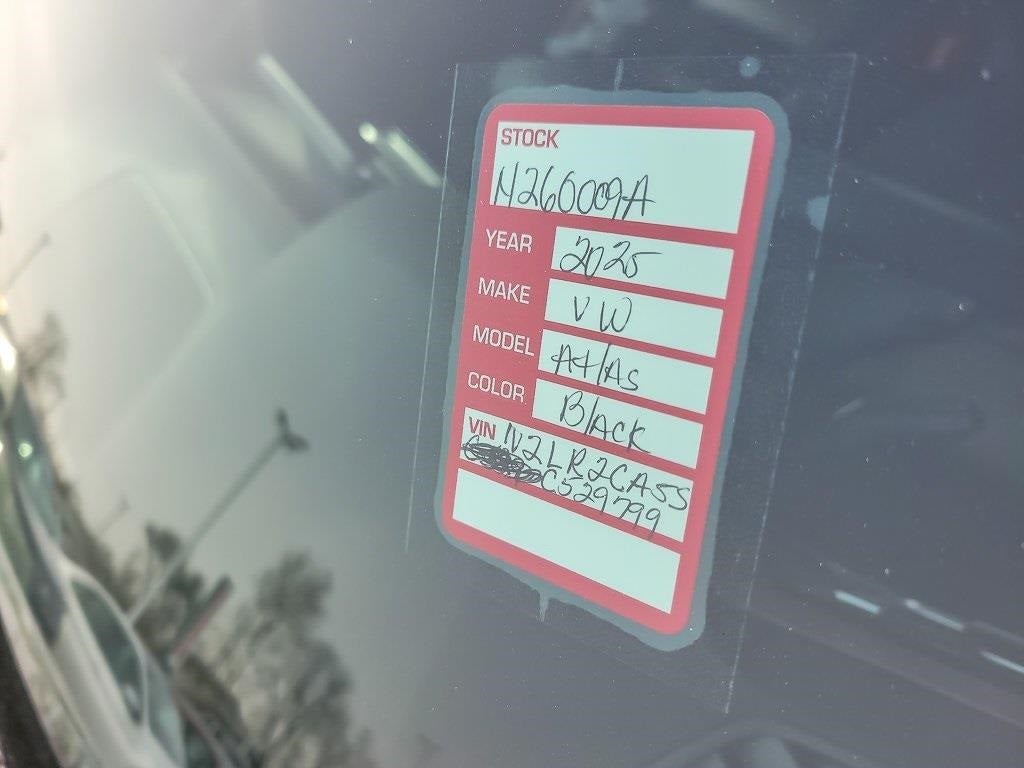 STOCK
N260009A
YEAR 2025
MAKE VW
MODEL Atlas
COLOR Black
VIN 1V2LR2CA5S
C529799